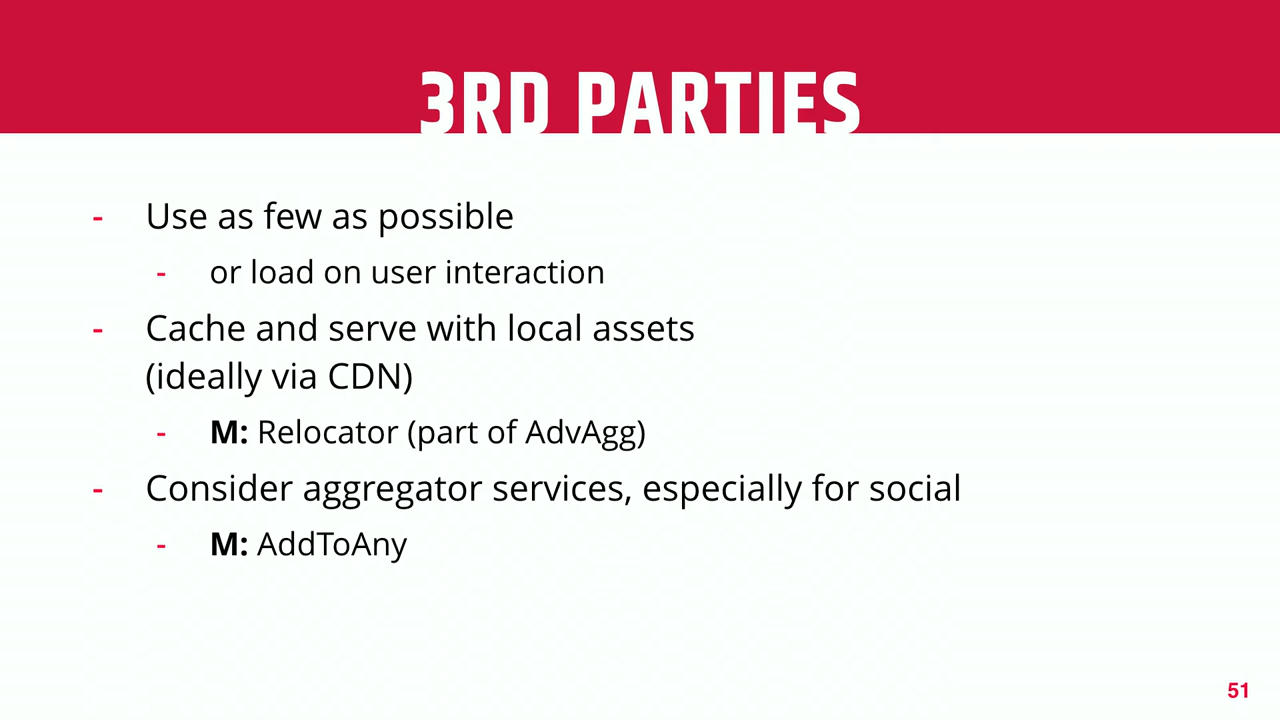 3RD PARTIES
- Use as few as possible
- or load on user interaction
- Cache and serve with local assets
(ideally via CDN)
- M: Relocator (part of AdvAgg)
- Consider aggregator services, especially for social
- M: AddToAny
51